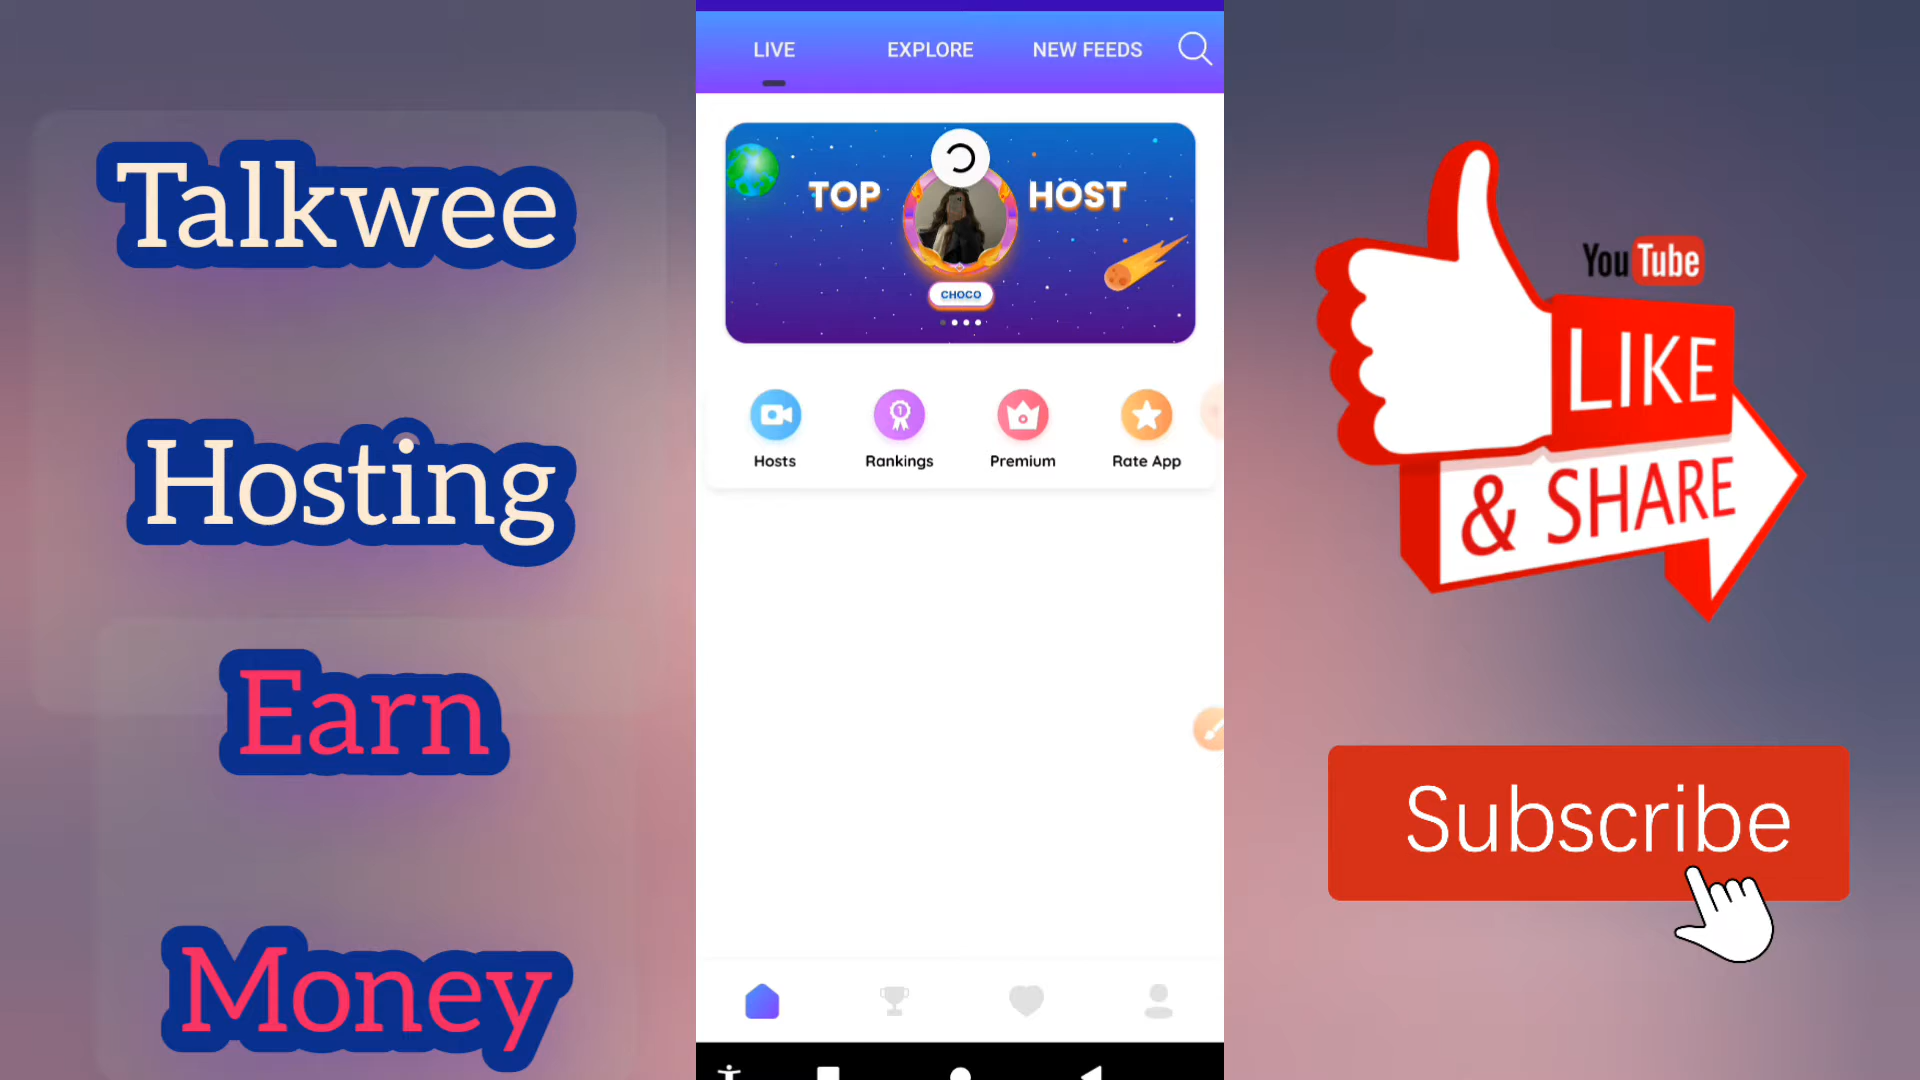 Talkwee
Hosting
Earn
Money
LIVE EXPLORE NEW FEEDS
TOP HOST
CHOCO
Hosts Rankings Premium Rate App
YouTube
LIKE
& SHARE
Subscribe